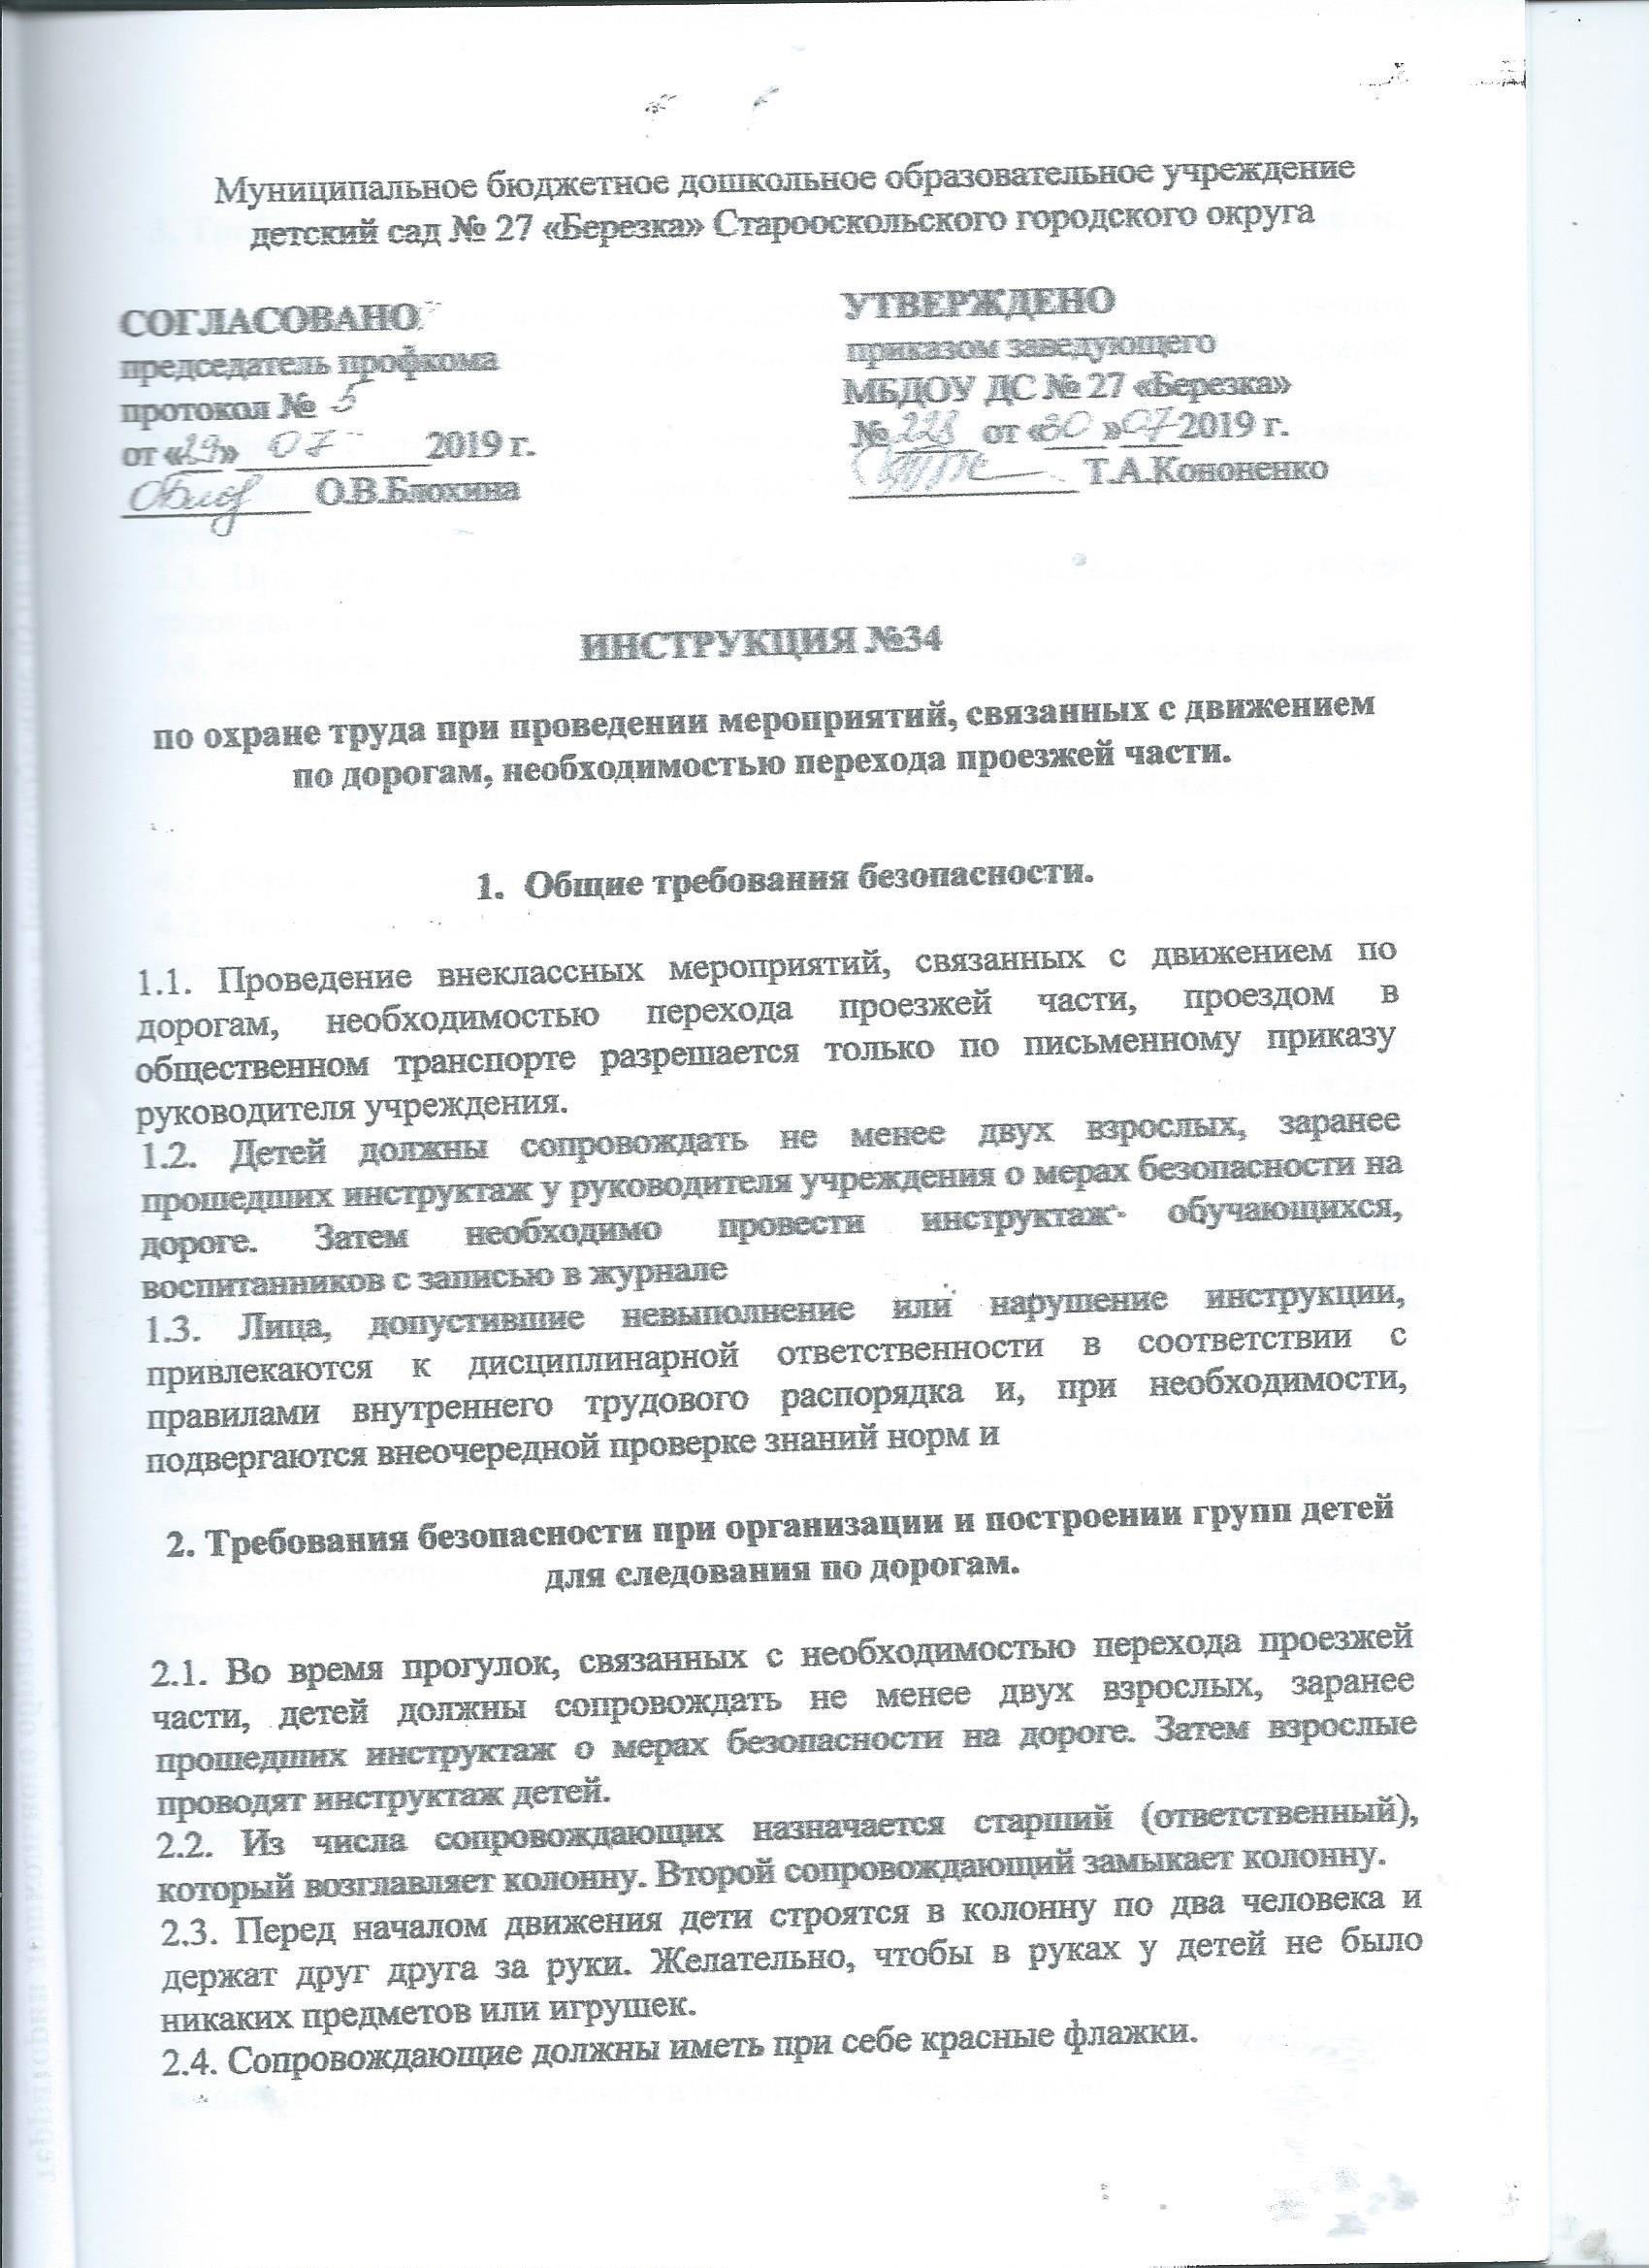 Муниципальное бюджетное дошкольное образовательное учреждение
детский сад № 27 «Березка» Старооскольского городского округа
СОГЛАСОВАНО
председатель профкома
протокол № 5
от «29» 07 2019 г.
О.В.Блохина
УТВЕРЖДЕНО
приказом заведующего
МБДОУ ДС № 27 «Березка»
№ 228 от «30» 07 2019 г.
Т.А.Кононенко
ИНСТРУКЦИЯ №34
по охране труда при проведении мероприятий, связанных с движением
по дорогам, необходимостью перехода проезжей части.
1. Общие требования безопасности.
1.1. Проведение внеклассных мероприятий, связанных с движением по
дорогам, необходимостью перехода проезжей части, проездом в
общественном транспорте разрешается только по письменному приказу
руководителя учреждения.
1.2. Детей должны сопровождать не менее двух взрослых, заранее
прошедших инструктаж у руководителя учреждения о мерах безопасности на
дороге. Затем необходимо провести инструктаж обучающихся,
воспитанников с записью в журнале
1.3. Лица, допустившие невыполнение или нарушение инструкции,
привлекаются к дисциплинарной ответственности в соответствии с
правилами внутреннего трудового распорядка и, при необходимости,
подвергаются внеочередной проверке знаний норм и
2. Требования безопасности при организации и построении групп детей
для следования по дорогам.
2.1. Во время прогулок, связанных с необходимостью перехода проезжей
части, детей должны сопровождать не менее двух взрослых, заранее
прошедших инструктаж о мерах безопасности на дороге. Затем взрослые
проводят инструктаж детей.
2.2. Из числа сопровождающих назначается старший (ответственный),
который возглавляет колонну. Второй сопровождающий замыкает колонну.
2.3. Перед началом движения дети строятся в колонну по два человека и
держат друг друга за руки. Желательно, чтобы в руках у детей не было
никаких предметов или игрушек.
2.4. Сопровождающие должны иметь при себе красные флажки.